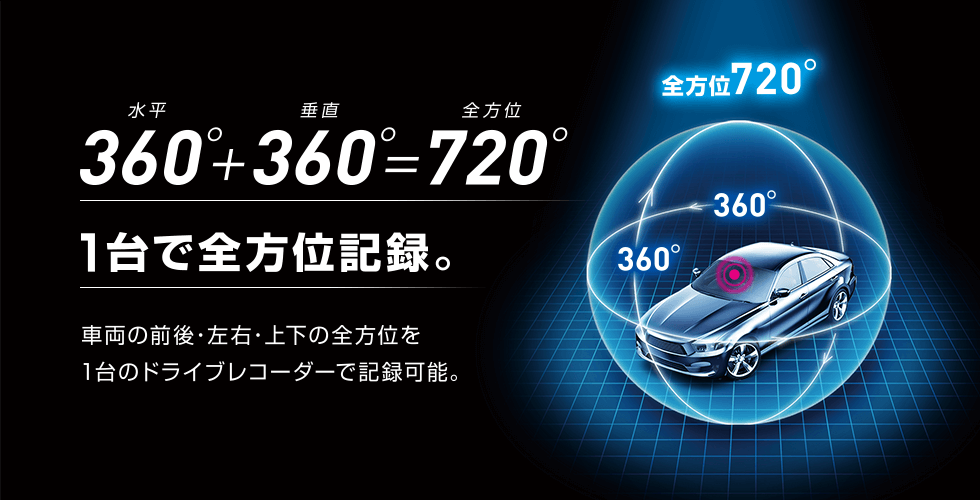 水平 垂直 全方位
360°+360°=720°
1台で全方位記録。
車両の前後・左右・上下の全方位を
1台のドライブレコーダーで記録可能。
全方位720°
360°
360°